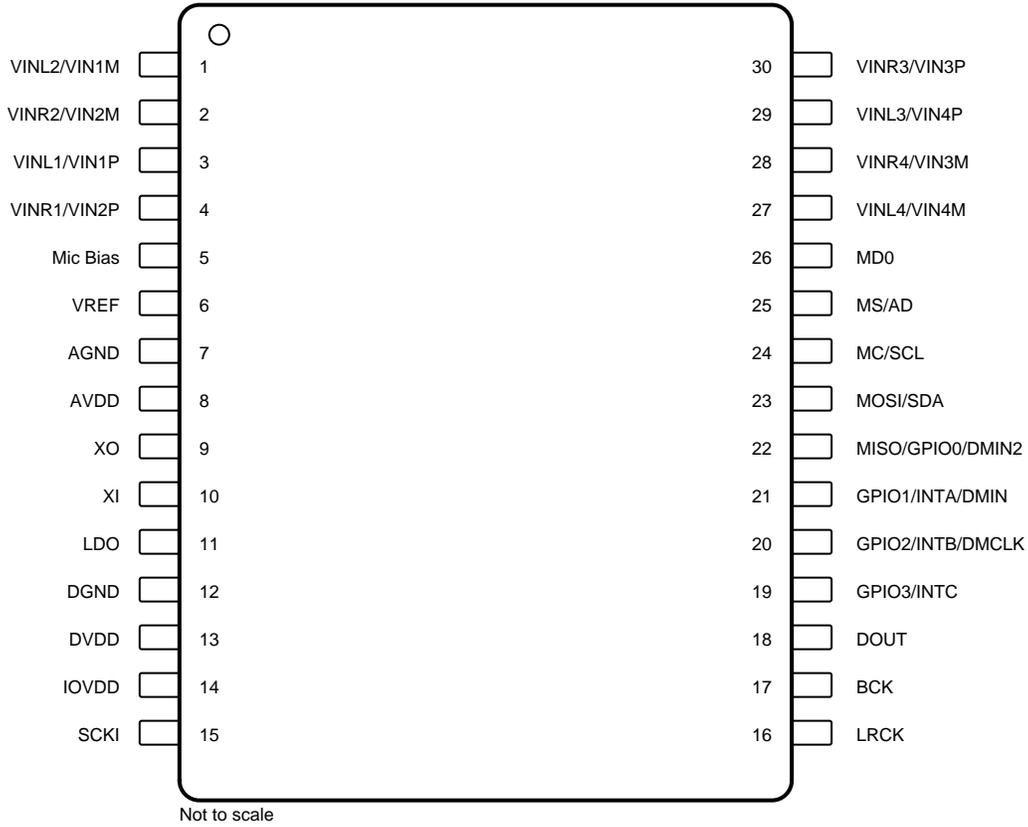 VINL2/VIN1M 1 30 VINR3/VIN3P
VINR2/VIN2M 2 29 VINL3/VIN4P
VINL1/VIN1P 3 28 VINR4/VIN3M
VINR1/VIN2P 4 27 VINL4/VIN4M
Mic Bias 5 26 MD0
VREF 6 25 MS/AD
AGND 7 24 MC/SCL
AVDD 8 23 MOSI/SDA
XO 9 22 MISO/GPIO0/DMIN2
XI 10 21 GPIO1/INTA/DMIN
LDO 11 20 GPIO2/INTB/DMCLK
DGND 12 19 GPIO3/INTC
DVDD 13 18 DOUT
IOVDD 14 17 BCK
SCKI 15 16 LRCK
Not to scale